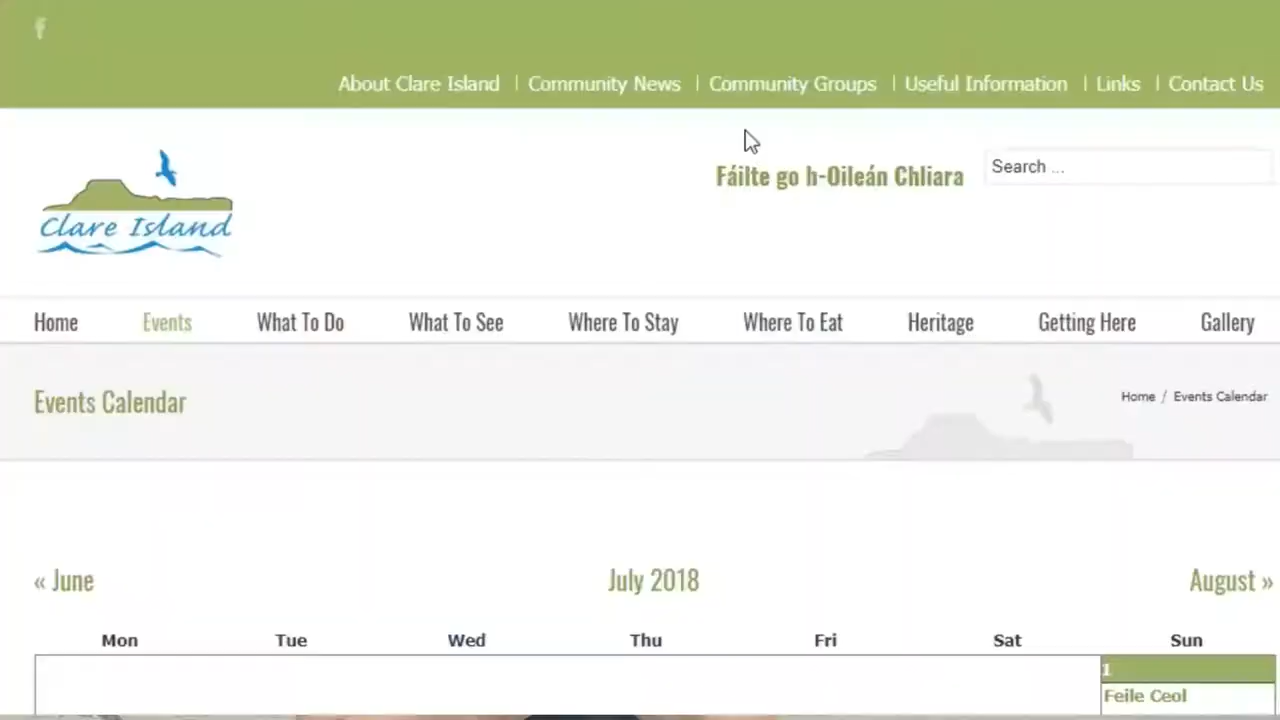 f
About Clare Island | Community News | Community Groups | Useful Information | Links | Contact Us
Clare Island
Fáilte go h-Oileán Chliara
Search ...
Home Events What To Do What To See Where To Stay Where To Eat Heritage Getting Here Gallery
Events Calendar
Home / Events Calendar
« June July 2018 August »
Mon Tue Wed Thu Fri Sat Sun
1
Feile Ceol